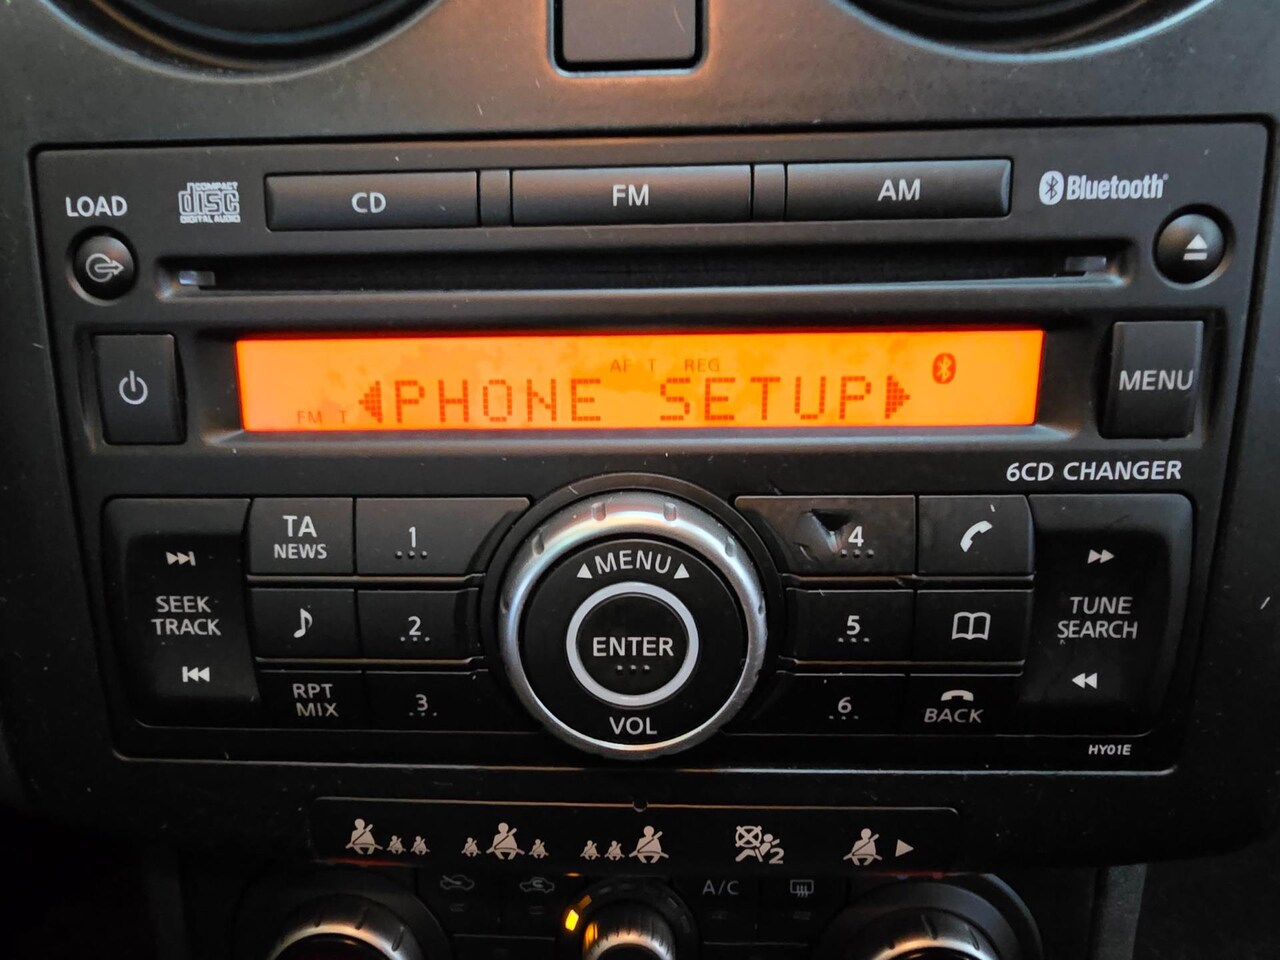 CD
FM
AM
LOAD
COMPACT
disc
DIGITAL AUDIO
Bluetooth
AF T REG
PHONE SETUP
FM T
MENU
6CD CHANGER
TA
NEWS
1
4
MENU
SEEK
TRACK
2
ENTER
5
TUNE
SEARCH
RPT
MIX
3
VOL
6
BACK
HY01E
2
A/C